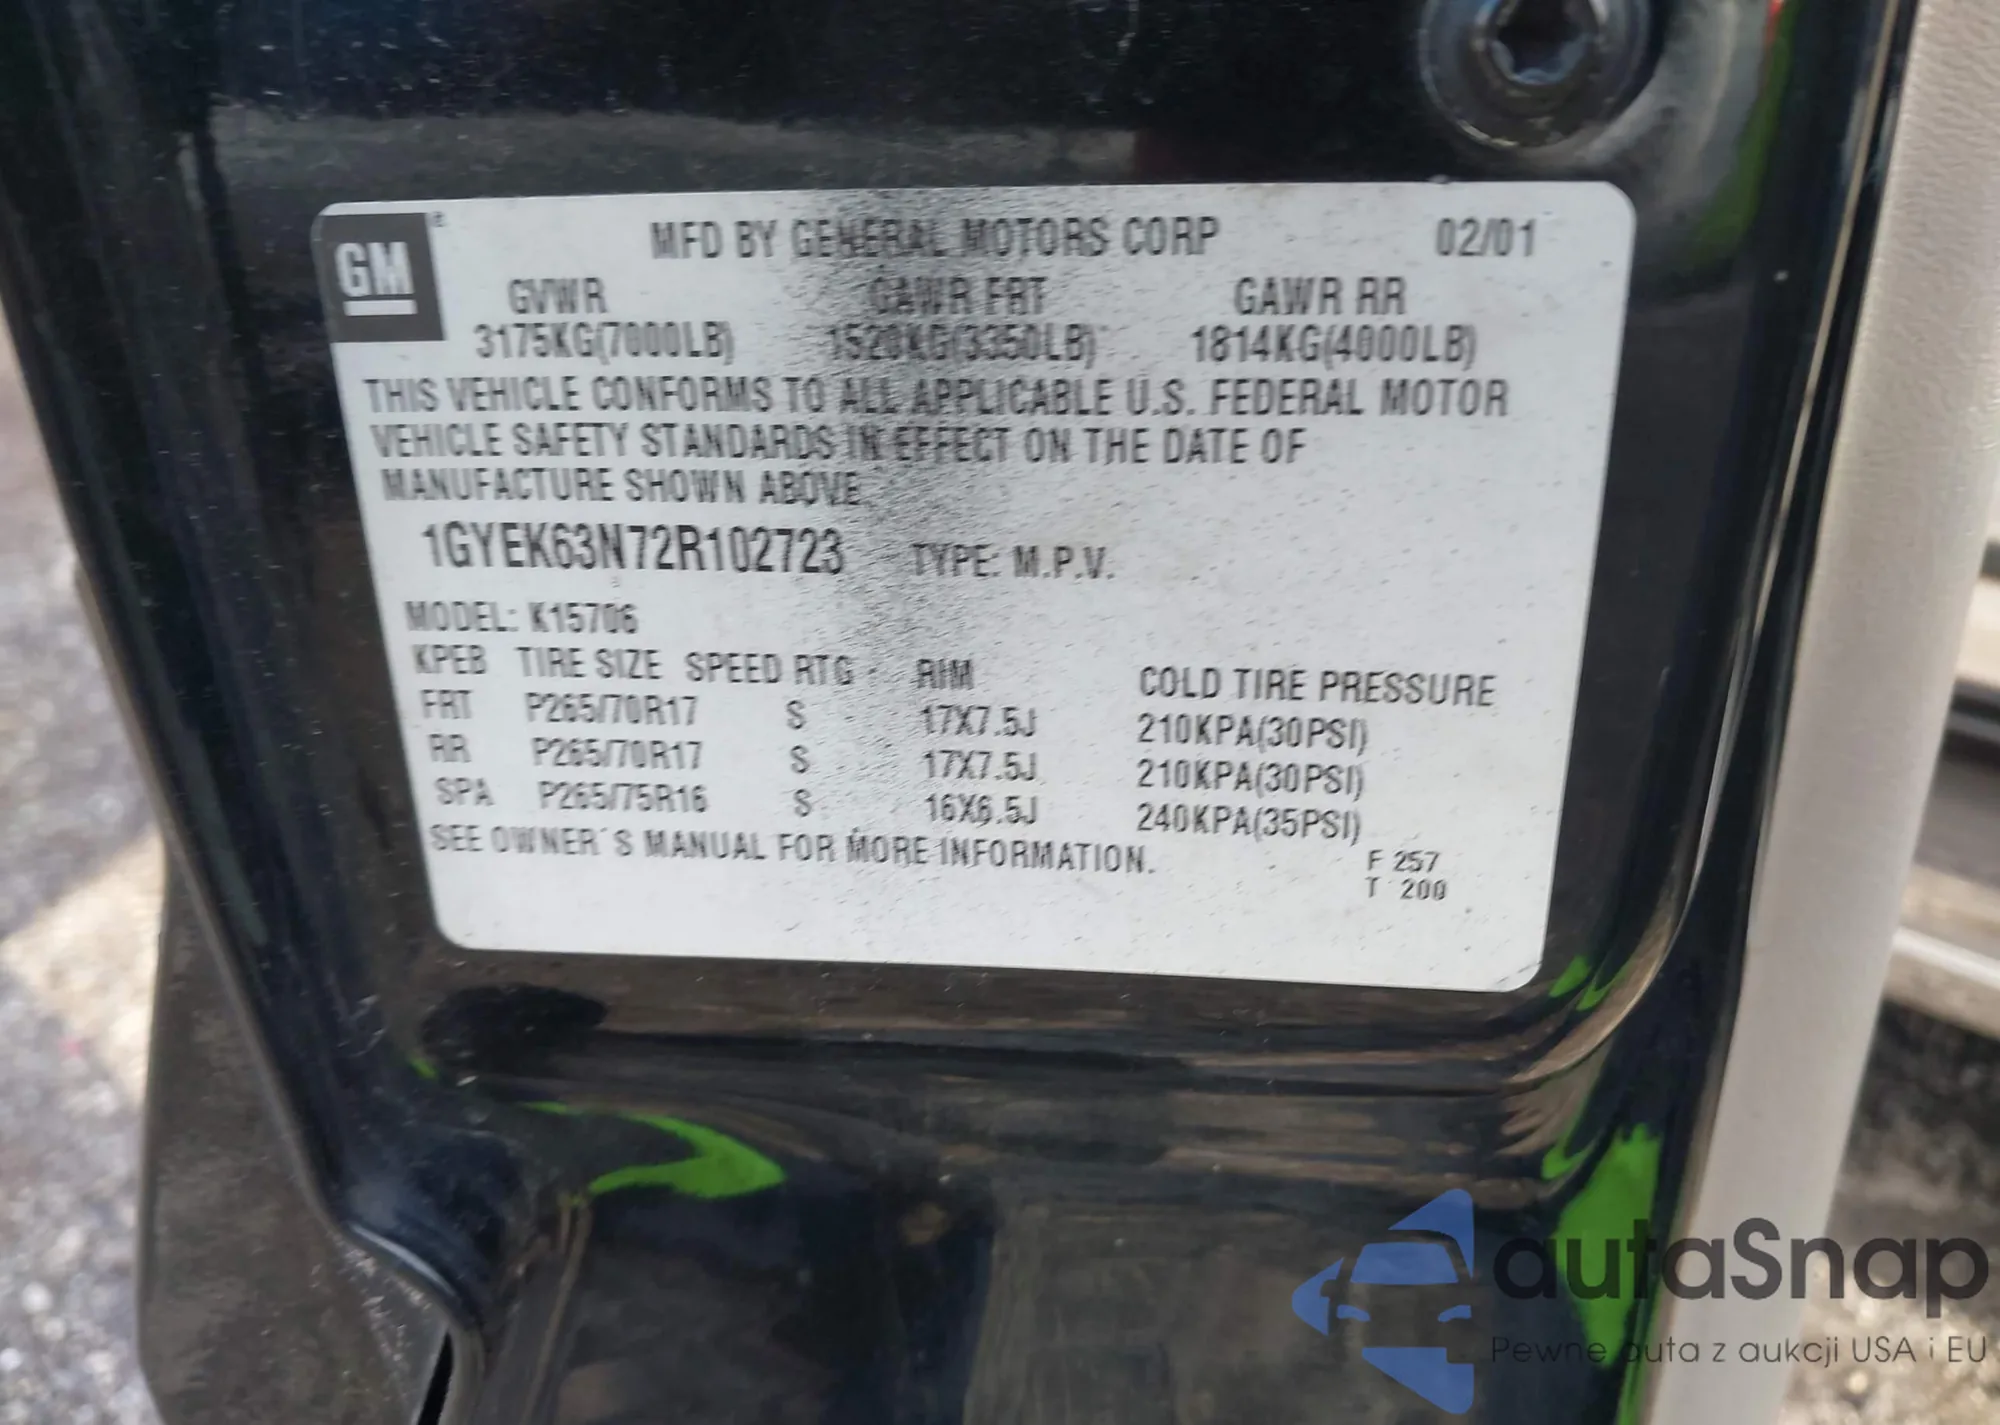 GM ®
MFD BY GENERAL MOTORS CORP 02/01
GVWR GAWR FRT GAWR RR
3175KG(7000LB) 1520KG(3350LB) 1814KG(4000LB)
THIS VEHICLE CONFORMS TO ALL APPLICABLE U.S. FEDERAL MOTOR
VEHICLE SAFETY STANDARDS IN EFFECT ON THE DATE OF
MANUFACTURE SHOWN ABOVE.
1GYEK63N72R102723 TYPE: M.P.V.
MODEL: K15706
KPEB TIRE SIZE SPEED RTG RIM COLD TIRE PRESSURE
FRT P265/70R17 S 17X7.5J 210KPA(30PSI)
RR P265/70R17 S 17X7.5J 210KPA(30PSI)
SPA P265/75R16 S 16X6.5J 240KPA(35PSI)
SEE OWNER´S MANUAL FOR MORE INFORMATION.
F 257
T 200
autaSnap
Pewne auta z aukcji USA i EU